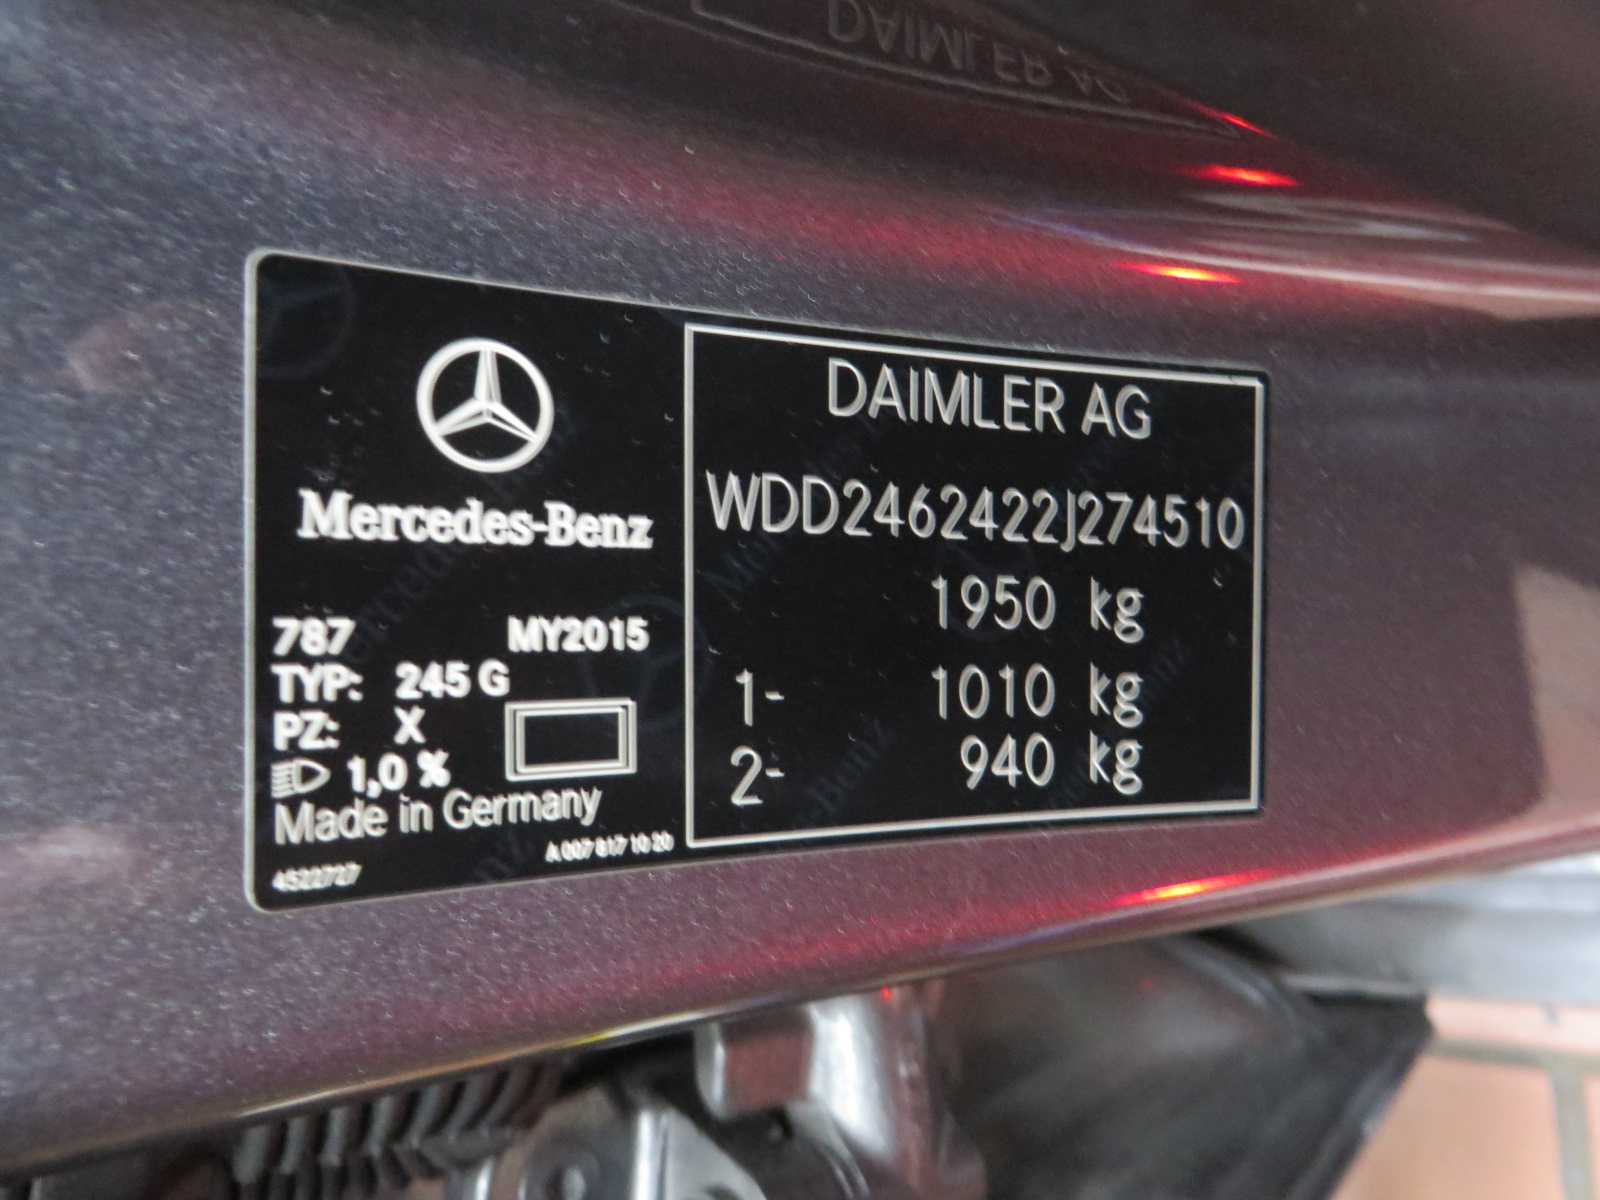 DAIMLER AG
Mercedes-Benz
787 MY2015
TYP: 245 G
PZ: X
1,0 %
Made in Germany
A 007 817 10 20
4522727
DAIMLER AG
WDD2462422J274510
1950 kg
1- 1010 kg
2- 940 kg